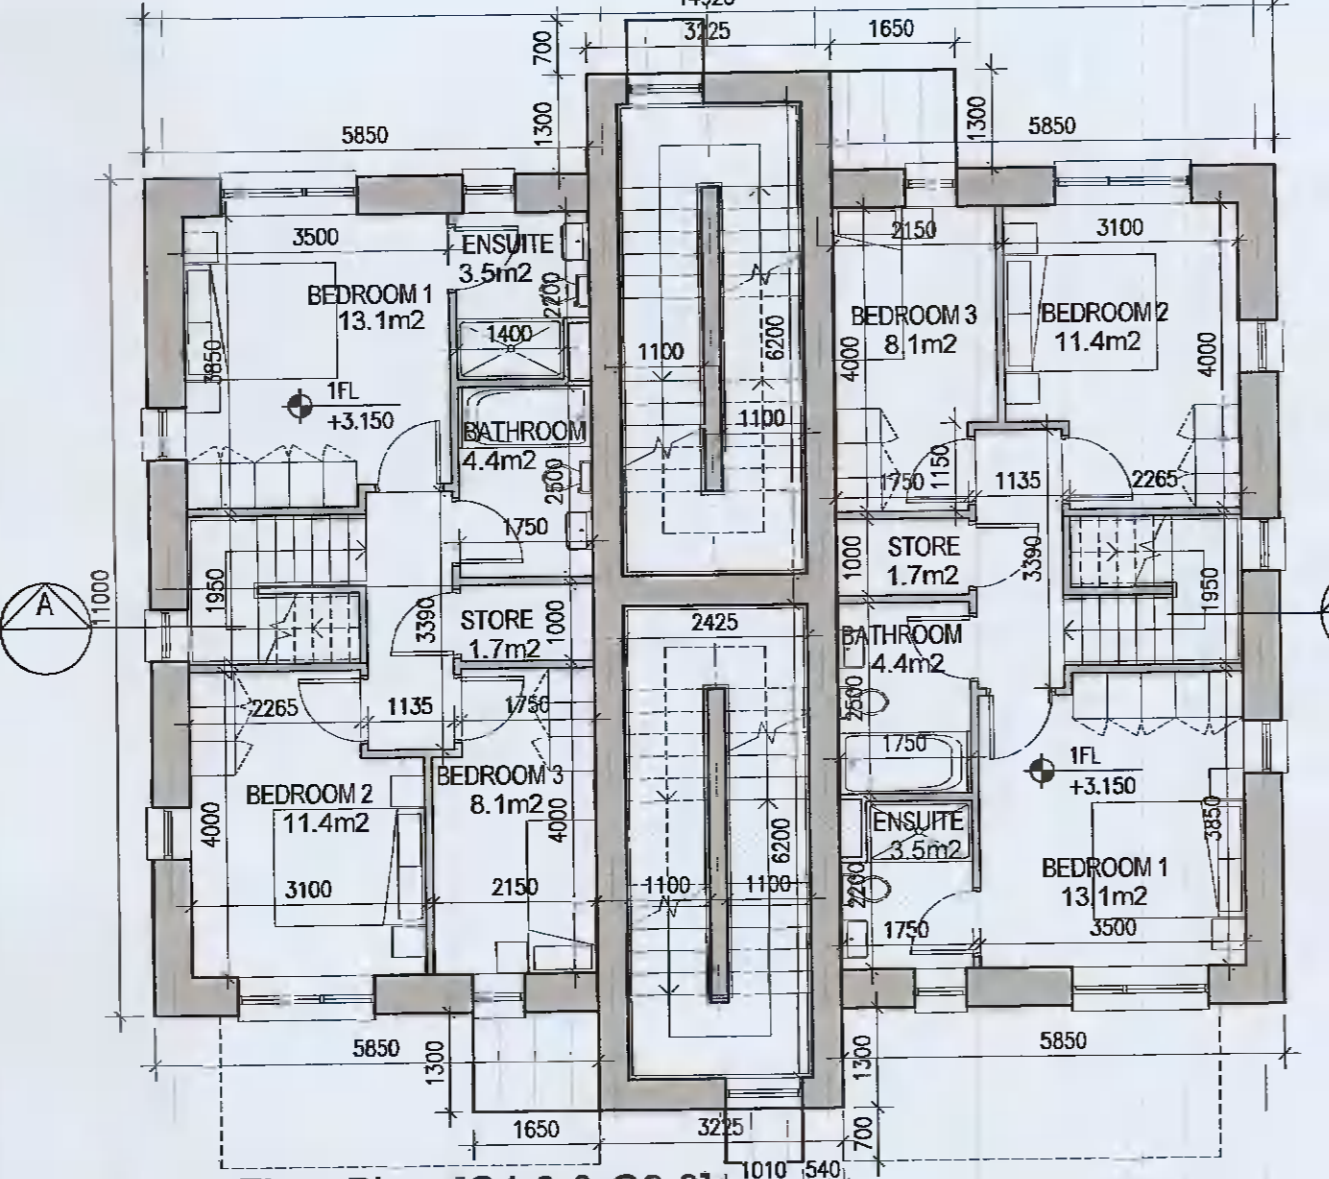 3225
1650
700
1300
1300
5850
5850
3500
ENSUITE
3.5m2
2200
2150
3100
BEDROOM 1
13.1m2
BEDROOM 3
8.1m2
BEDROOM 2
11.4m2
1400
3850
1100
6200
4000
4000
1FL
+3.150
1100
BATHROOM
4.4m2
2500
1750
1150
1135
2265
1750
11000
1950
3390
STORE
1.7m2
1000
1000
STORE
1.7m2
3390
1950
A
2425
BATHROOM
4.4m2
2265
1135
1750
2500
1750
1FL
+3.150
BEDROOM 2
11.4m2
4000
BEDROOM 3
8.1m2
4000
6200
ENSUITE
3.5m2
3850
3100
2150
1100
1100
2200
BEDROOM 1
13.1m2
1750
3500
5850
1300
1300
5850
1650
3225
700
1010
540